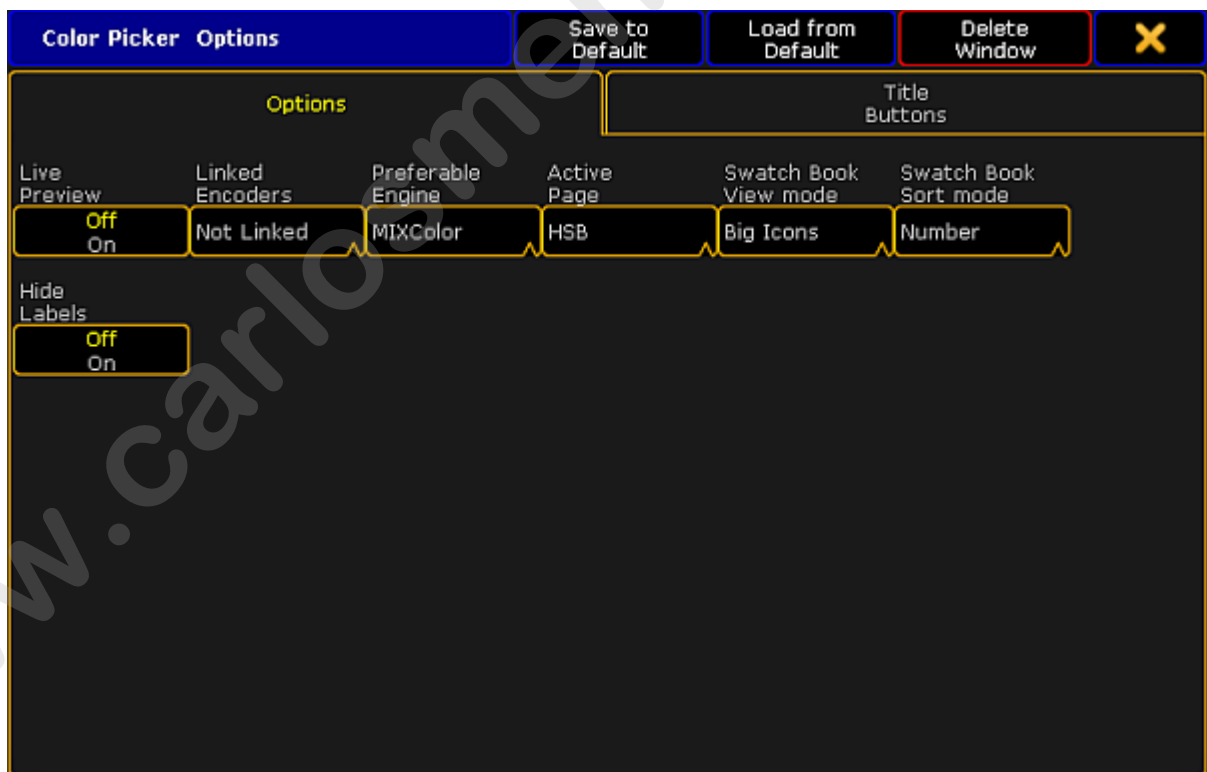 Color Picker Options
Save to
Default
Load from
Default
Delete
Window
Options
Title
Buttons
Live
Preview
Linked
Encoders
Preferable
Engine
Active
Page
Swatch Book
View mode
Swatch Book
Sort mode
Off
On
Not Linked
MIXColor
HSB
Big Icons
Number
Hide
Labels
Off
On
w.carlosme